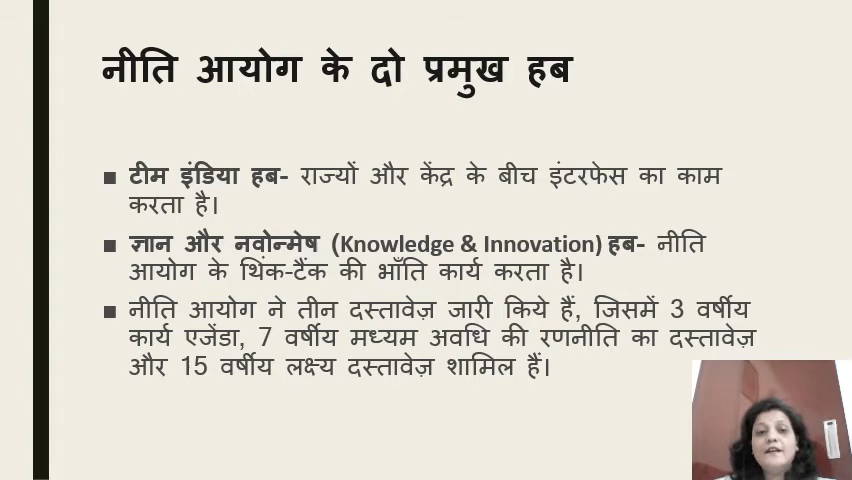 नीति आयोग के दो प्रमुख हब
▪ टीम इंडिया हब- राज्यों और केंद्र के बीच इंटरफेस का काम
करता है।
▪ ज्ञान और नवोन्मेष (Knowledge & Innovation) हब- नीति
आयोग के थिंक-टैंक की भाँति कार्य करता है।
▪ नीति आयोग ने तीन दस्तावेज़ जारी किये हैं, जिसमें 3 वर्षीय
कार्य एजेंडा, 7 वर्षीय मध्यम अवधि की रणनीति का दस्तावेज़
और 15 वर्षीय लक्ष्य दस्तावेज़ शामिल हैं।